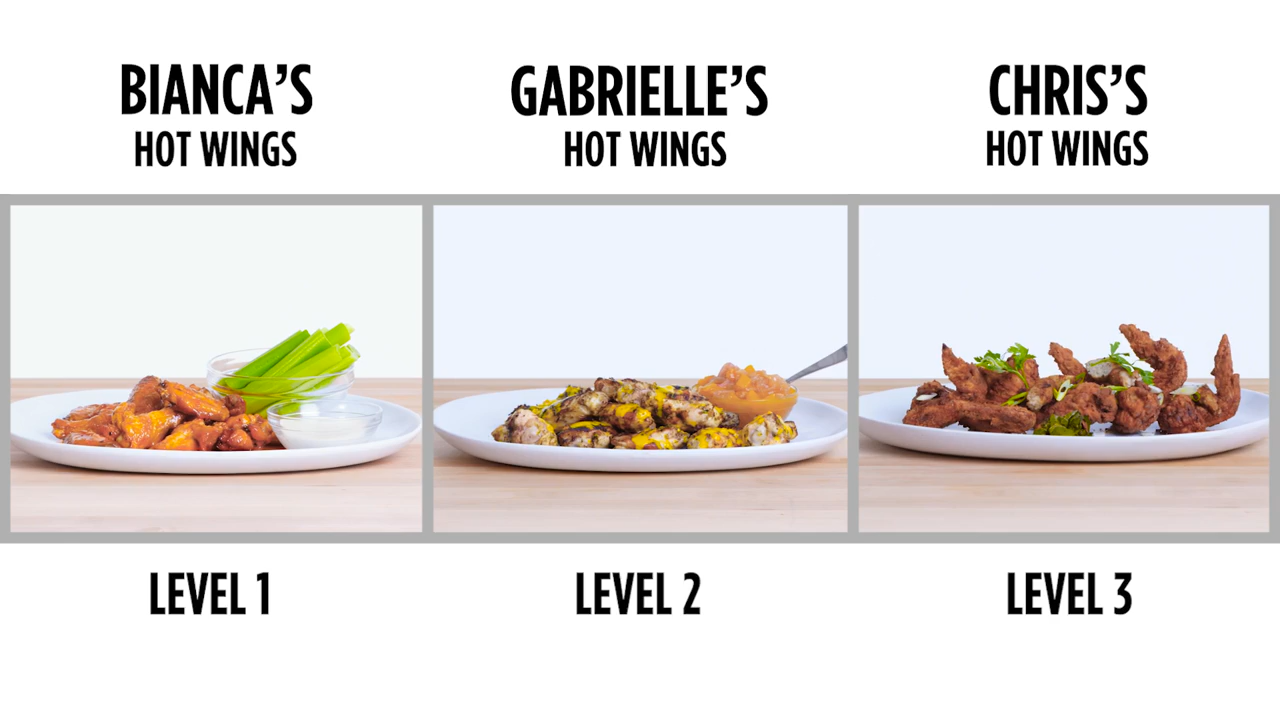 BIANCA'S
HOT WINGS
GABRIELLE'S
HOT WINGS
CHRIS'S
HOT WINGS
LEVEL 1
LEVEL 2
LEVEL 3